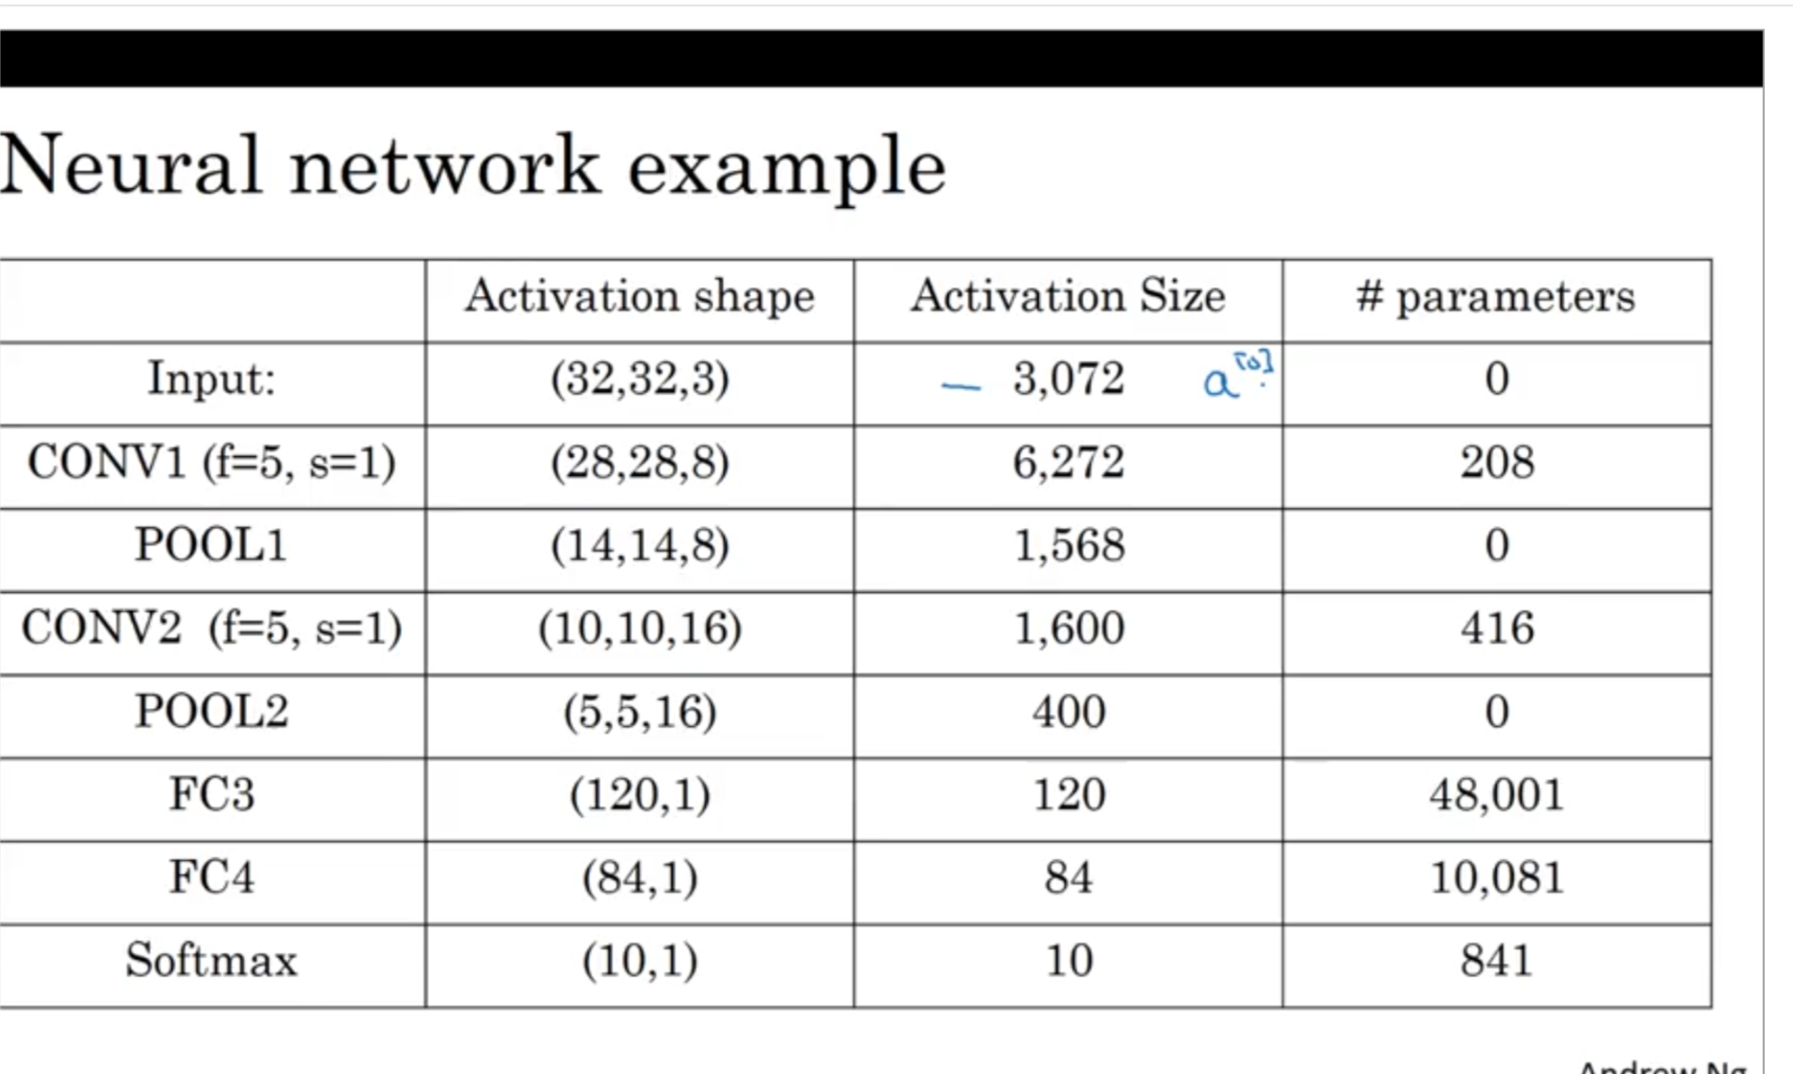 Neural network example
Activation shape Activation Size # parameters
Input: (32,32,3) — 3,072 a[0] 0
CONV1 (f=5, s=1) (28,28,8) 6,272 208
POOL1 (14,14,8) 1,568 0
CONV2 (f=5, s=1) (10,10,16) 1,600 416
POOL2 (5,5,16) 400 0
FC3 (120,1) 120 48,001
FC4 (84,1) 84 10,081
Softmax (10,1) 10 841
Andrew Ng